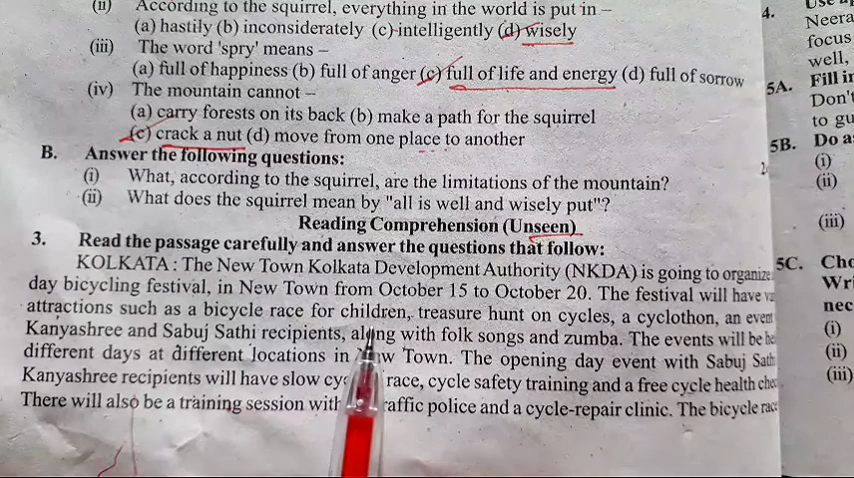 (ii) According to the squirrel, everything in the world is put in –
(a) hastily (b) inconsiderately (c) intelligently (d) wisely
(iii) The word 'spry' means –
(a) full of happiness (b) full of anger (c) full of life and energy (d) full of sorrow
(iv) The mountain cannot –
(a) carry forests on its back (b) make a path for the squirrel
(c) crack a nut (d) move from one place to another
B. Answer the following questions:
(i) What, according to the squirrel, are the limitations of the mountain?
(ii) What does the squirrel mean by "all is well and wisely put"?
Reading Comprehension (Unseen)
3. Read the passage carefully and answer the questions that follow:
KOLKATA : The New Town Kolkata Development Authority (NKDA) is going to organize
day bicycling festival, in New Town from October 15 to October 20. The festival will have
attractions such as a bicycle race for children, treasure hunt on cycles, a cyclothon, an event
Kanyashree and Sabuj Sathi recipients, along with folk songs and zumba. The events will be
different days at different locations in Town. The opening day event with Sabuj
Kanyashree recipients will have slow race, cycle safety training and a free cycle health
There will also be a training session police and a cycle-repair clinic. The bicycle
4.
Neera
focus
well,
5A. Fill in
Don't
to gu
5B. Do a
(i)
(ii)
(iii)
5C. Cho
Wri
nec
(i)
(ii)
(iii)